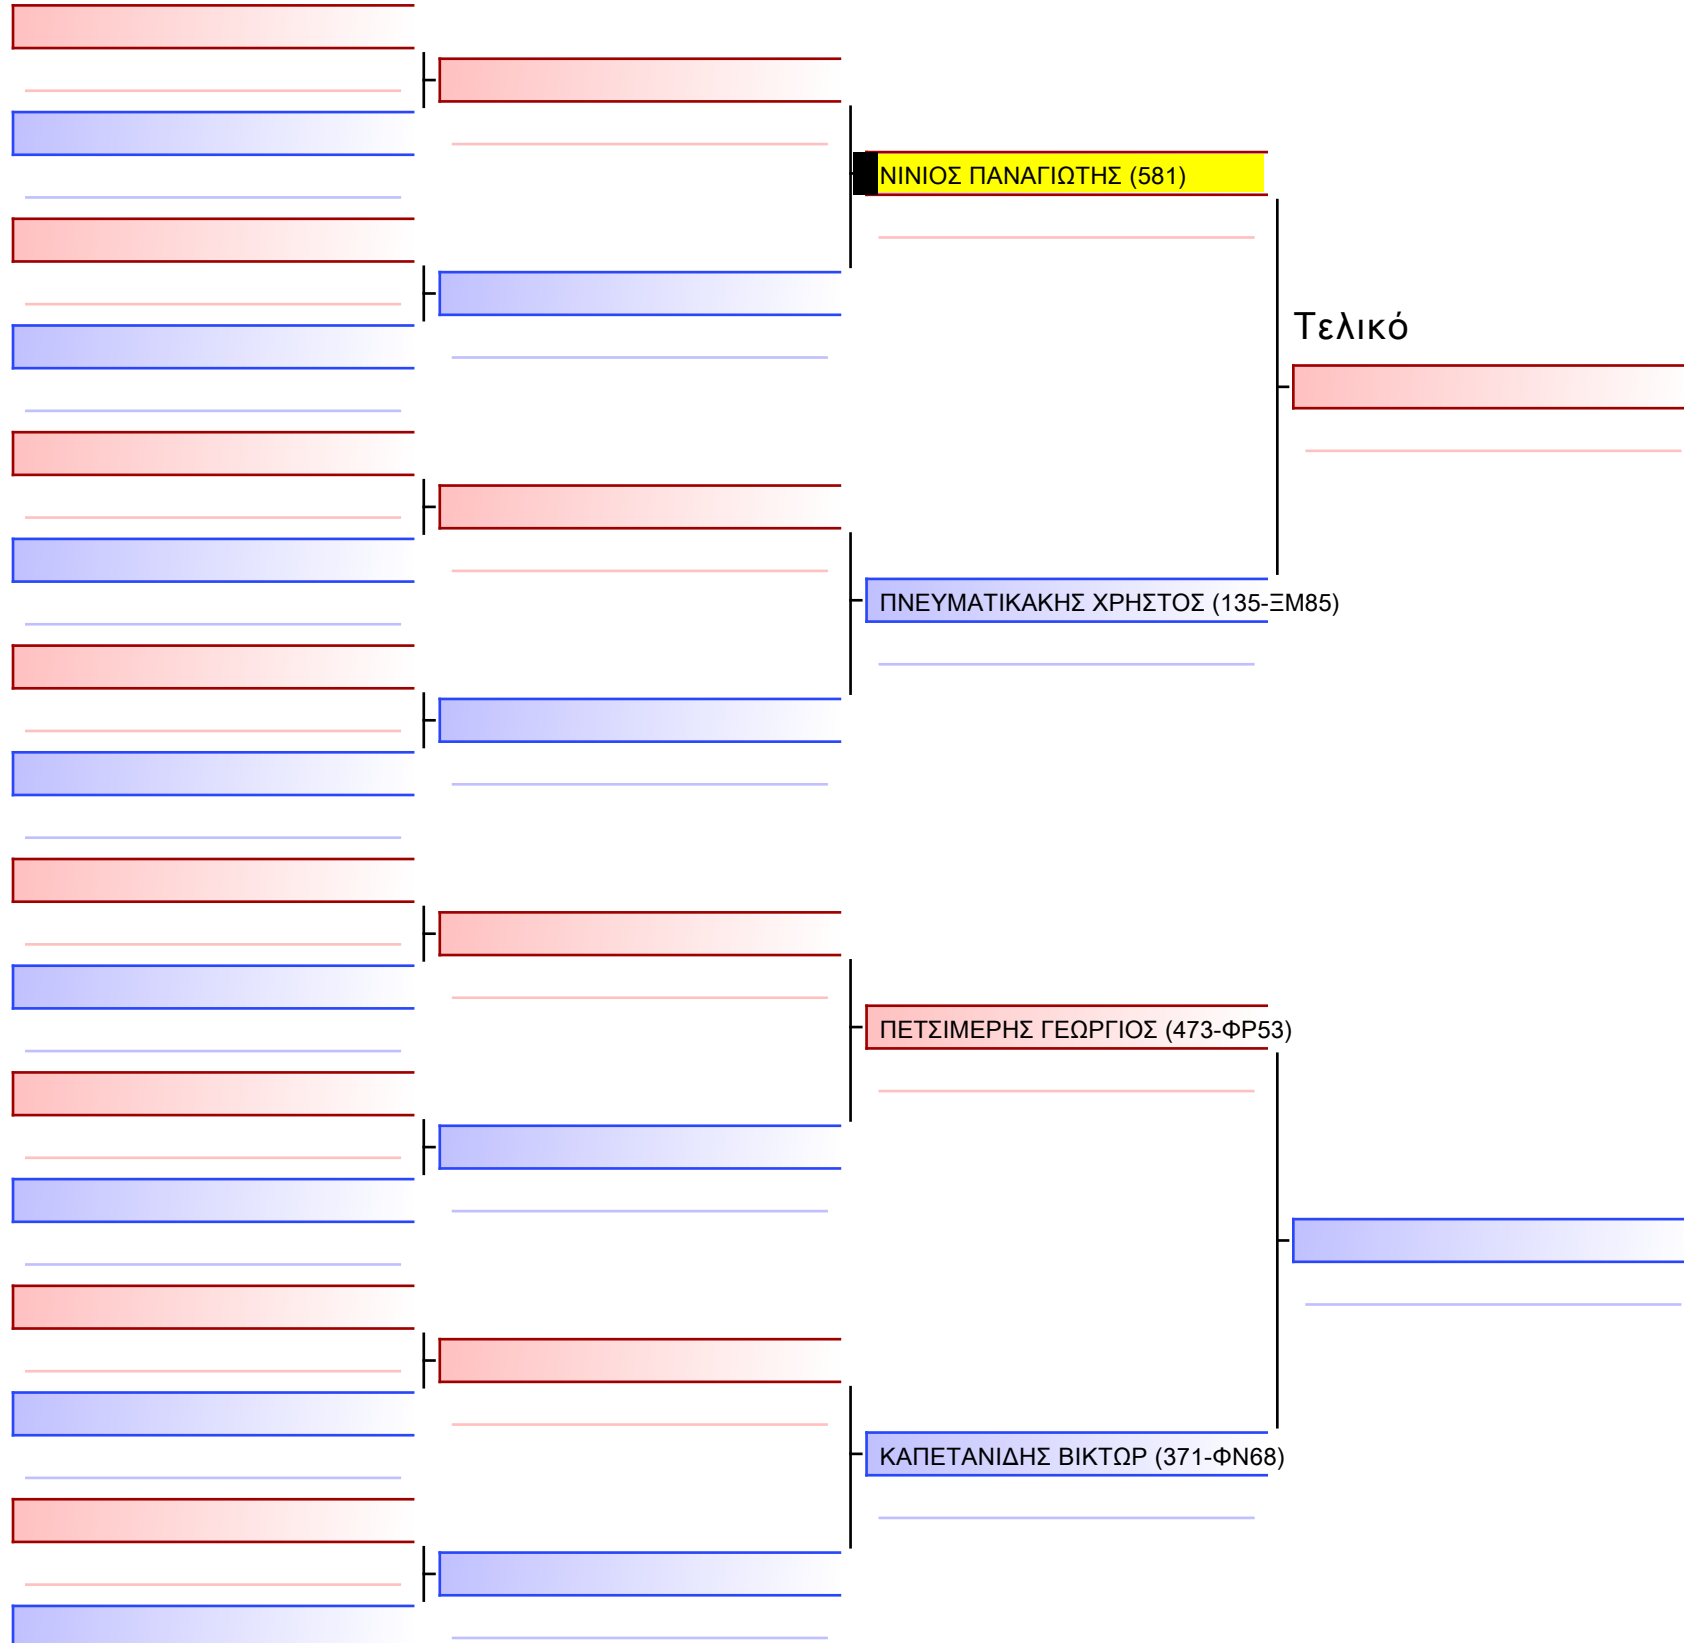 ΝΙΝΙΟΣ ΠΑΝΑΓΙΩΤΗΣ (581)
Τελικό
ΠΝΕΥΜΑΤΙΚΑΚΗΣ ΧΡΗΣΤΟΣ (135-ΞΜ85)
ΠΕΤΣΙΜΕΡΗΣ ΓΕΩΡΓΙΟΣ (473-ΦΡ53)
ΚΑΠΕΤΑΝΙΔΗΣ ΒΙΚΤΩΡ (371-ΦΝ68)